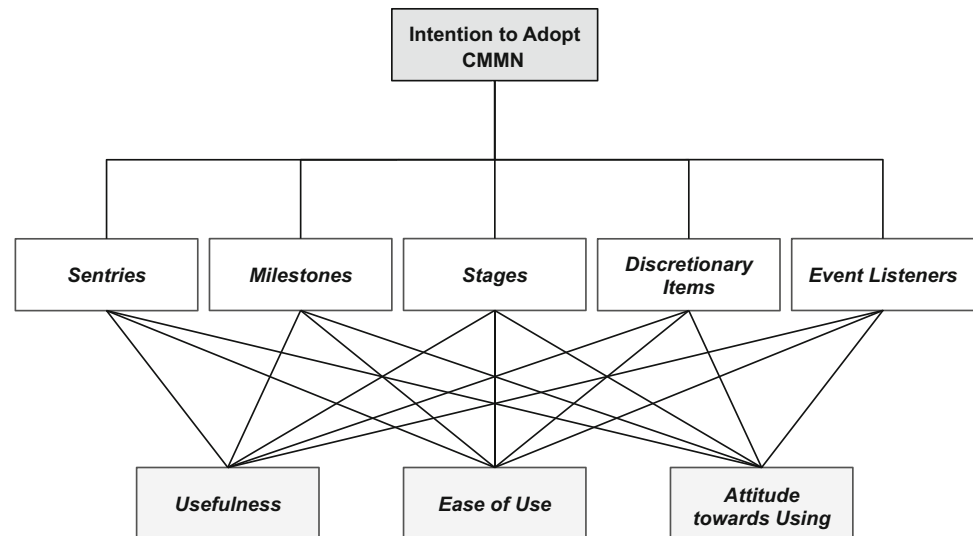 Intention to Adopt
CMMN
Sentries
Milestones
Stages
Discretionary
Items
Event Listeners
Usefulness
Ease of Use
Attitude
towards Using